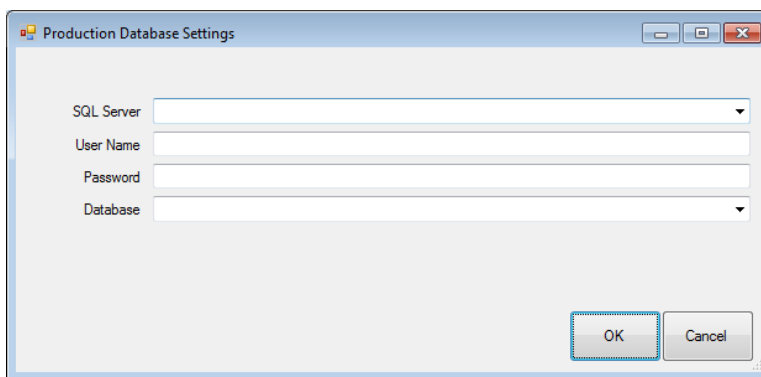 Production Database Settings
SQL Server
User Name
Password
Database
OK Cancel